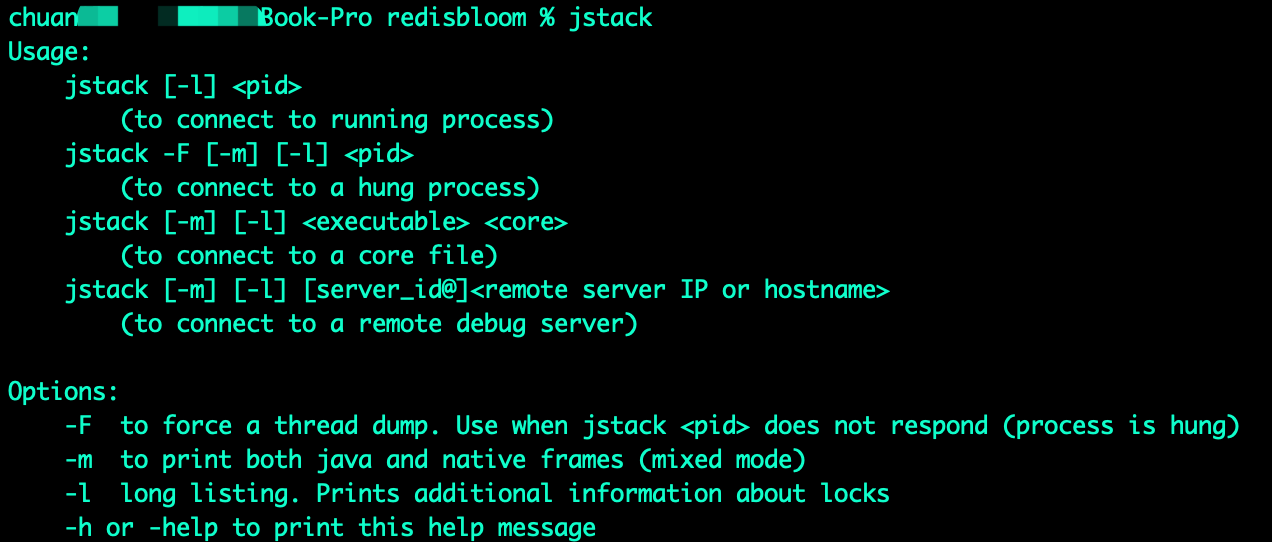 chuan Book-Pro redisbloom % jstack
Usage:
    jstack [-l] <pid>
        (to connect to running process)
    jstack -F [-m] [-l] <pid>
        (to connect to a hung process)
    jstack [-m] [-l] <executable> <core>
        (to connect to a core file)
    jstack [-m] [-l] [server_id@]<remote server IP or hostname>
        (to connect to a remote debug server)

Options:
    -F  to force a thread dump. Use when jstack <pid> does not respond (process is hung)
    -m  to print both java and native frames (mixed mode)
    -l  long listing. Prints additional information about locks
    -h or -help to print this help message